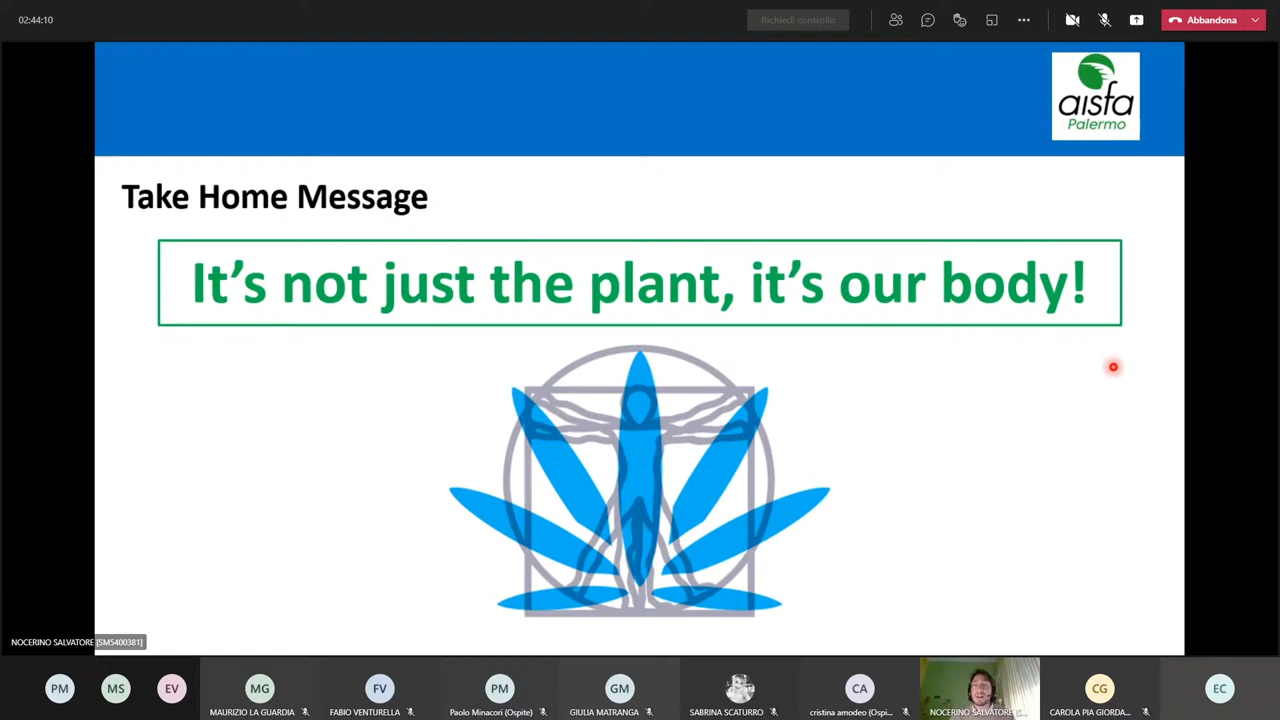 02:44:10
Richiedi controllo
Abbandona
aisfa
Palermo
Take Home Message
It’s not just the plant, it’s our body!
NOCERINO SALVATORE [SM5400381]
PM
MS
EV
MG
FV
PM
GM
CA
CG
EC
MAURIZIO LA GUARDIA
FABIO VENTURELLA
Paolo Minacori (Ospite)
GIULIA MATRANGA
SABRINA SCATURRO
cristina amodeo (Ospi...
NOCERINO SALVATORE [S...
CAROLA PIA GIORDA...